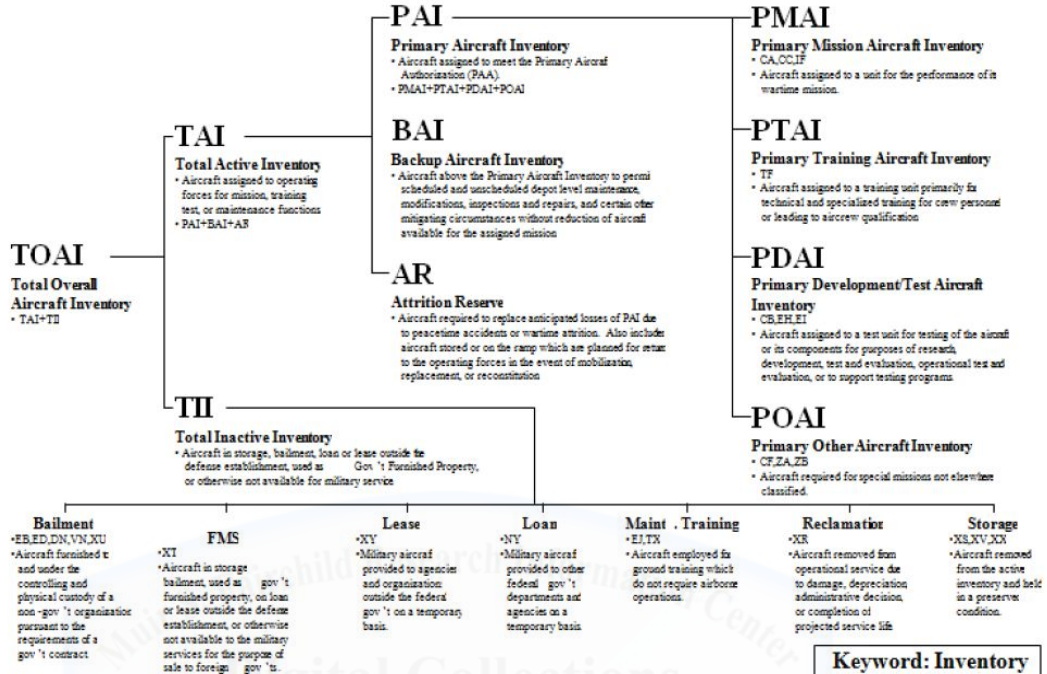 PAI
Primary Aircraft Inventory
• Aircraft assigned to meet the Primary Aircraf
Authorization (PAA).
• PMAI+PTAI+PDAI+POAI
PMAI
Primary Mission Aircraft Inventory
• CA,CC,IF
• Aircraft assigned to a unit for the performance of its
wartime mission.
TAI
Total Active Inventory
• Aircraft assigned to operating
forces for mission, training
test, or maintenance functions
• PAI+BAI+AR
BAI
Backup Aircraft Inventory
• Aircraft above the Primary Aircraft Inventory to permi
scheduled and unscheduled depot level maintenance,
modifications, inspections and repairs, and certain other
mitigating circumstances without reduction of aircraft
available for the assigned mission
PTAI
Primary Training Aircraft Inventory
• TF
• Aircraft assigned to a training unit primarily for
technical and specialized training for crew personnel
or leading to aircrew qualification
TOAI
Total Overall
Aircraft Inventory
• TAI+TII
AR
Attrition Reserve
• Aircraft required to replace anticipated losses of PAI due
to peacetime accidents or wartime attrition. Also includes
aircraft stored or on the ramp which are planned for return
to the operating forces in the event of mobilization,
replacement, or reconstitution
PDAI
Primary Development/Test Aircraft
Inventory
• CB,EH,EI
• Aircraft assigned to a test unit for testing of the aircraft
or its components for purposes of research,
development, test and evaluation, operational test and
evaluation, or to support testing programs.
TII
Total Inactive Inventory
• Aircraft in storage, bailment, loan or lease outside the
defense establishment, used as Gov 't Furnished Property,
or otherwise not available for military service
POAI
Primary Other Aircraft Inventory
• CF,ZA,ZB
• Aircraft required for special missions not elsewhere
classified.
Bailment
•EB,ED,DN,VN,XU
•Aircraft furnished to
and under the
controlling and
physical custody of a
non -gov 't organization
pursuant to the
requirements of a
gov 't contract.
FMS
•XT
•Aircraft in storage
bailment, used as gov 't
furnished property, on loan
or lease outside the defense
establishment, or otherwise
not available to the military
services for the purpose of
sale to foreign gov 'ts.
Lease
•XY
•Military aircraf
provided to agencies
and organization
outside the federal
gov 't on a temporary
basis.
Loan
•NY
•Military aircraf
provided to other
federal gov 't
departments and
agencies on a
temporary basis.
Maint . Training
•EJ,TX
•Aircraft employed for
ground training which
do not require airborne
operations.
Reclamation
•XR
•Aircraft removed from
operational service due
to damage, depreciation
administrative decision,
or completion of
projected service life
Storage
•XS,XV,XX
•Aircraft removed
from the active
inventory and held
in a preserved
condition.
Keyword: Inventory
Muir Fairchild Research Information Center
Digital Collections